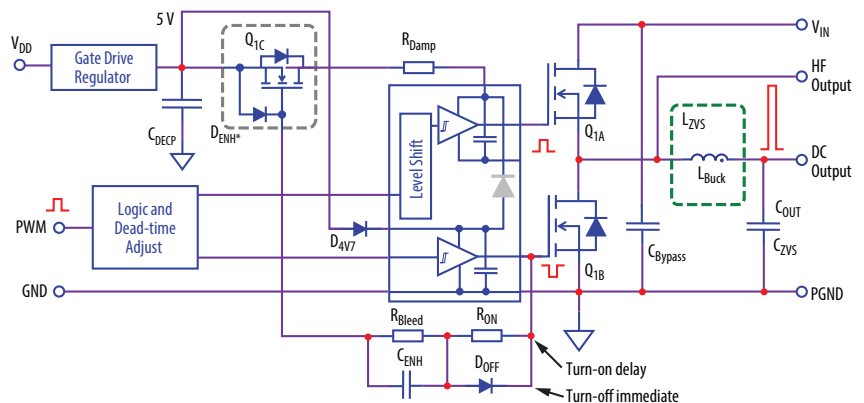 5 V
Q1C
VDD
Gate Drive
Regulator
RDamp
VIN
HF
Output
CDECP
DENH*
Level Shift
Q1A
LZVS
LBuck
DC
Output
PWM
Logic and
Dead-time
Adjust
D4V7
Q1B
CBypass
COUT
CZVS
GND
PGND
RBleed
RON
CENH
DOFF
Turn-on delay
Turn-off immediate